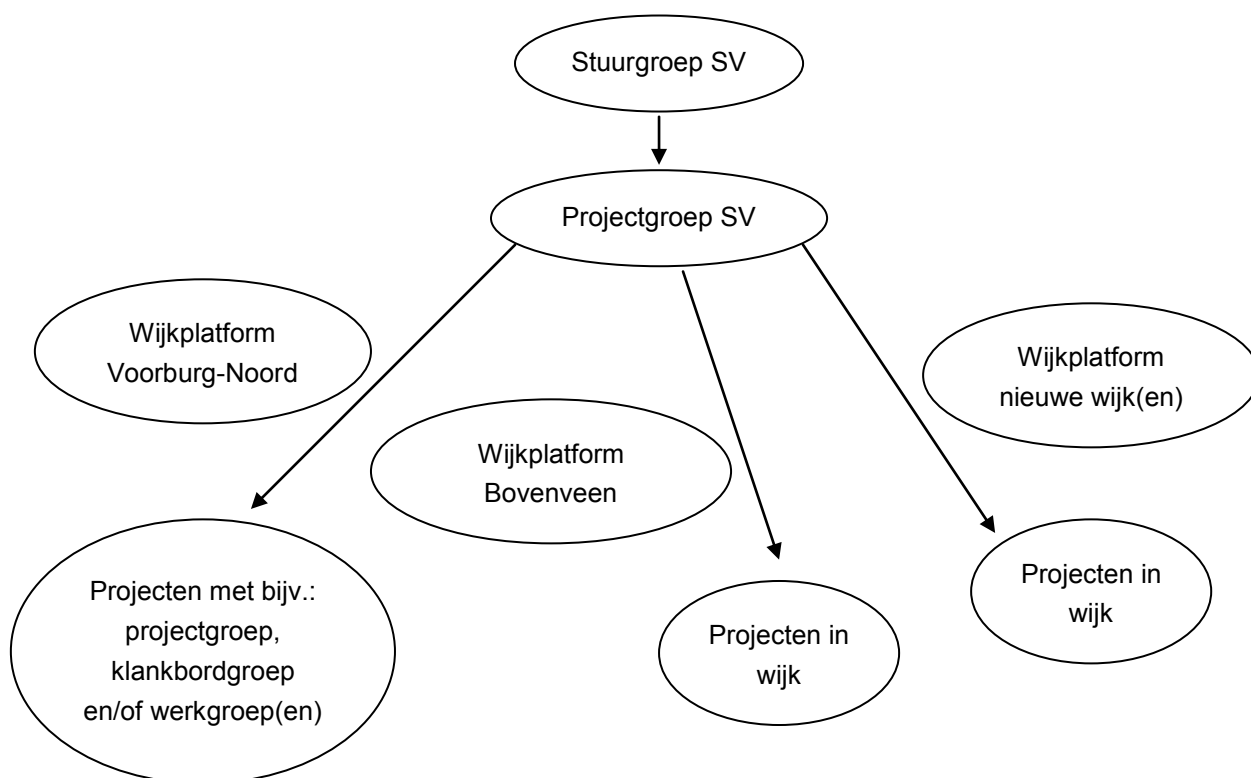 Stuurgroep SV
Projectgroep SV
Wijkplatform
Voorburg-Noord
Wijkplatform
nieuwe wijk(en)
Wijkplatform
Bovenveen
Projecten met bijv.:
projectgroep,
klankbordgroep
en/of werkgroep(en)
Projecten in
wijk
Projecten in
wijk